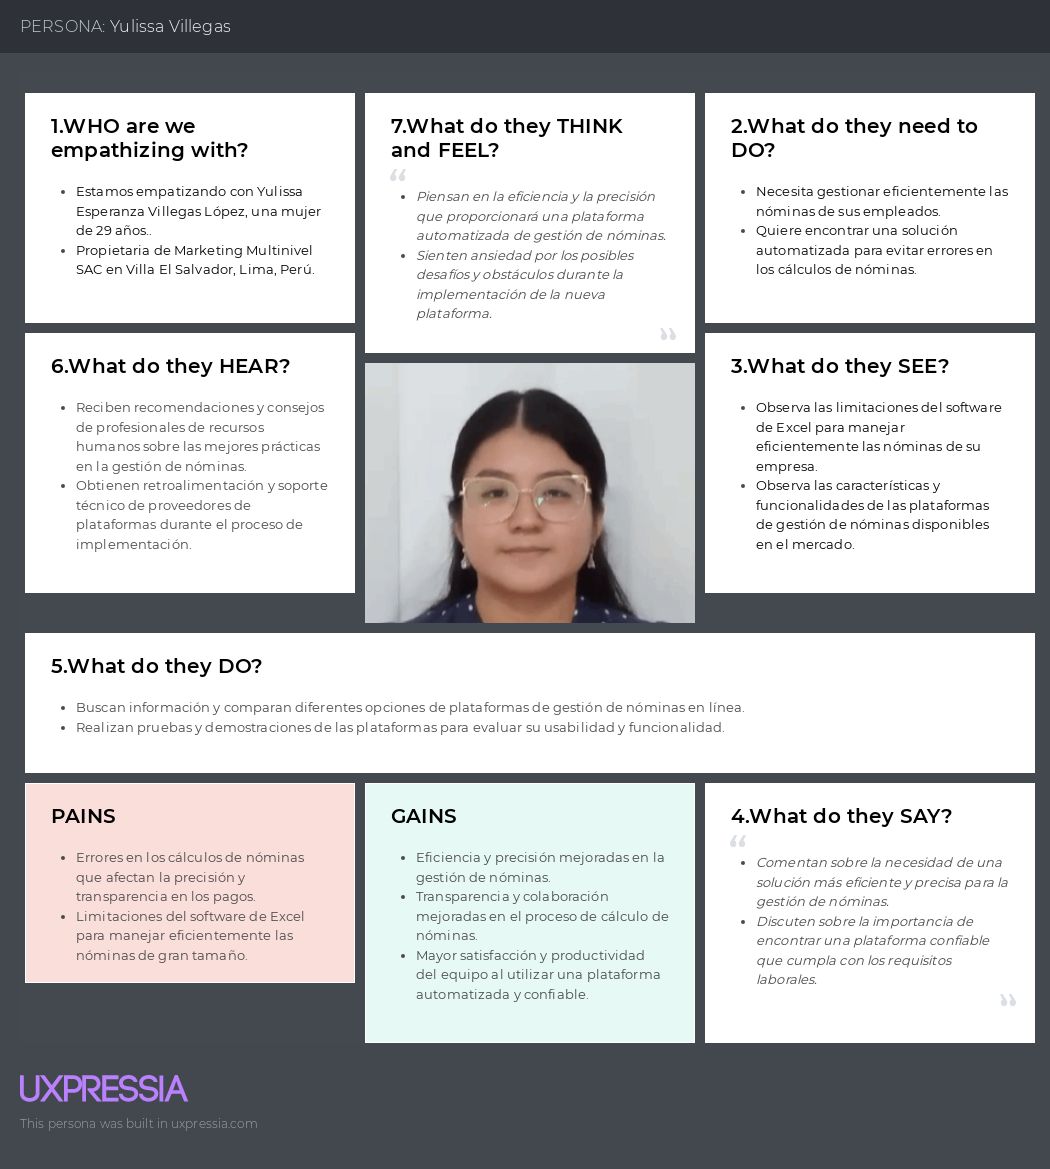 PERSONA: Yulissa Villegas
1.WHO are we
empathizing with?
Estamos empatizando con Yulissa
Esperanza Villegas López, una mujer
de 29 años..
Propietaria de Marketing Multinivel
SAC en Villa El Salvador, Lima, Perú.
7.What do they THINK
and FEEL?
“
Piensan en la eficiencia y la precisión
que proporcionará una plataforma
automatizada de gestión de nóminas.
Sienten ansiedad por los posibles
desafíos y obstáculos durante la
implementación de la nueva
plataforma.
”
2.What do they need to
DO?
Necesita gestionar eficientemente las
nóminas de sus empleados.
Quiere encontrar una solución
automatizada para evitar errores en
los cálculos de nóminas.
6.What do they HEAR?
Reciben recomendaciones y consejos
de profesionales de recursos
humanos sobre las mejores prácticas
en la gestión de nóminas.
Obtienen retroalimentación y soporte
técnico de proveedores de
plataformas durante el proceso de
implementación.
3.What do they SEE?
Observa las limitaciones del software
de Excel para manejar
eficientemente las nóminas de su
empresa.
Observa las características y
funcionalidades de las plataformas
de gestión de nóminas disponibles
en el mercado.
5.What do they DO?
Buscan información y comparan diferentes opciones de plataformas de gestión de nóminas en línea.
Realizan pruebas y demostraciones de las plataformas para evaluar su usabilidad y funcionalidad.
PAINS
Errores en los cálculos de nóminas
que afectan la precisión y
transparencia en los pagos.
Limitaciones del software de Excel
para manejar eficientemente las
nóminas de gran tamaño.
GAINS
Eficiencia y precisión mejoradas en la
gestión de nóminas.
Transparencia y colaboración
mejoradas en el proceso de cálculo de
nóminas.
Mayor satisfacción y productividad
del equipo al utilizar una plataforma
automatizada y confiable.
4.What do they SAY?
“
Comentan sobre la necesidad de una
solución más eficiente y precisa para la
gestión de nóminas.
Discuten sobre la importancia de
encontrar una plataforma confiable
que cumpla con los requisitos
laborales.
”
UXPRESSIA
This persona was built in uxpressia.com